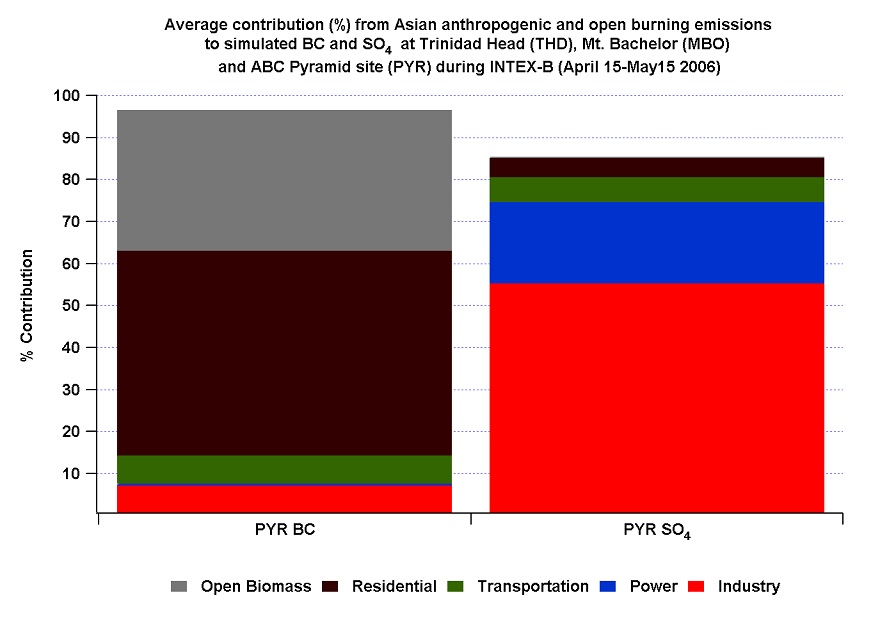 Average contribution (%) from Asian anthropogenic and open burning emissions
to simulated BC and SO4 at Trinidad Head (THD), Mt. Bachelor (MBO)
and ABC Pyramid site (PYR) during INTEX-B (April 15-May15 2006)
100
90
80
70
60
50
40
30
20
10
% Contribution
PYR BC
PYR SO4
Open Biomass
Residential
Transportation
Power
Industry